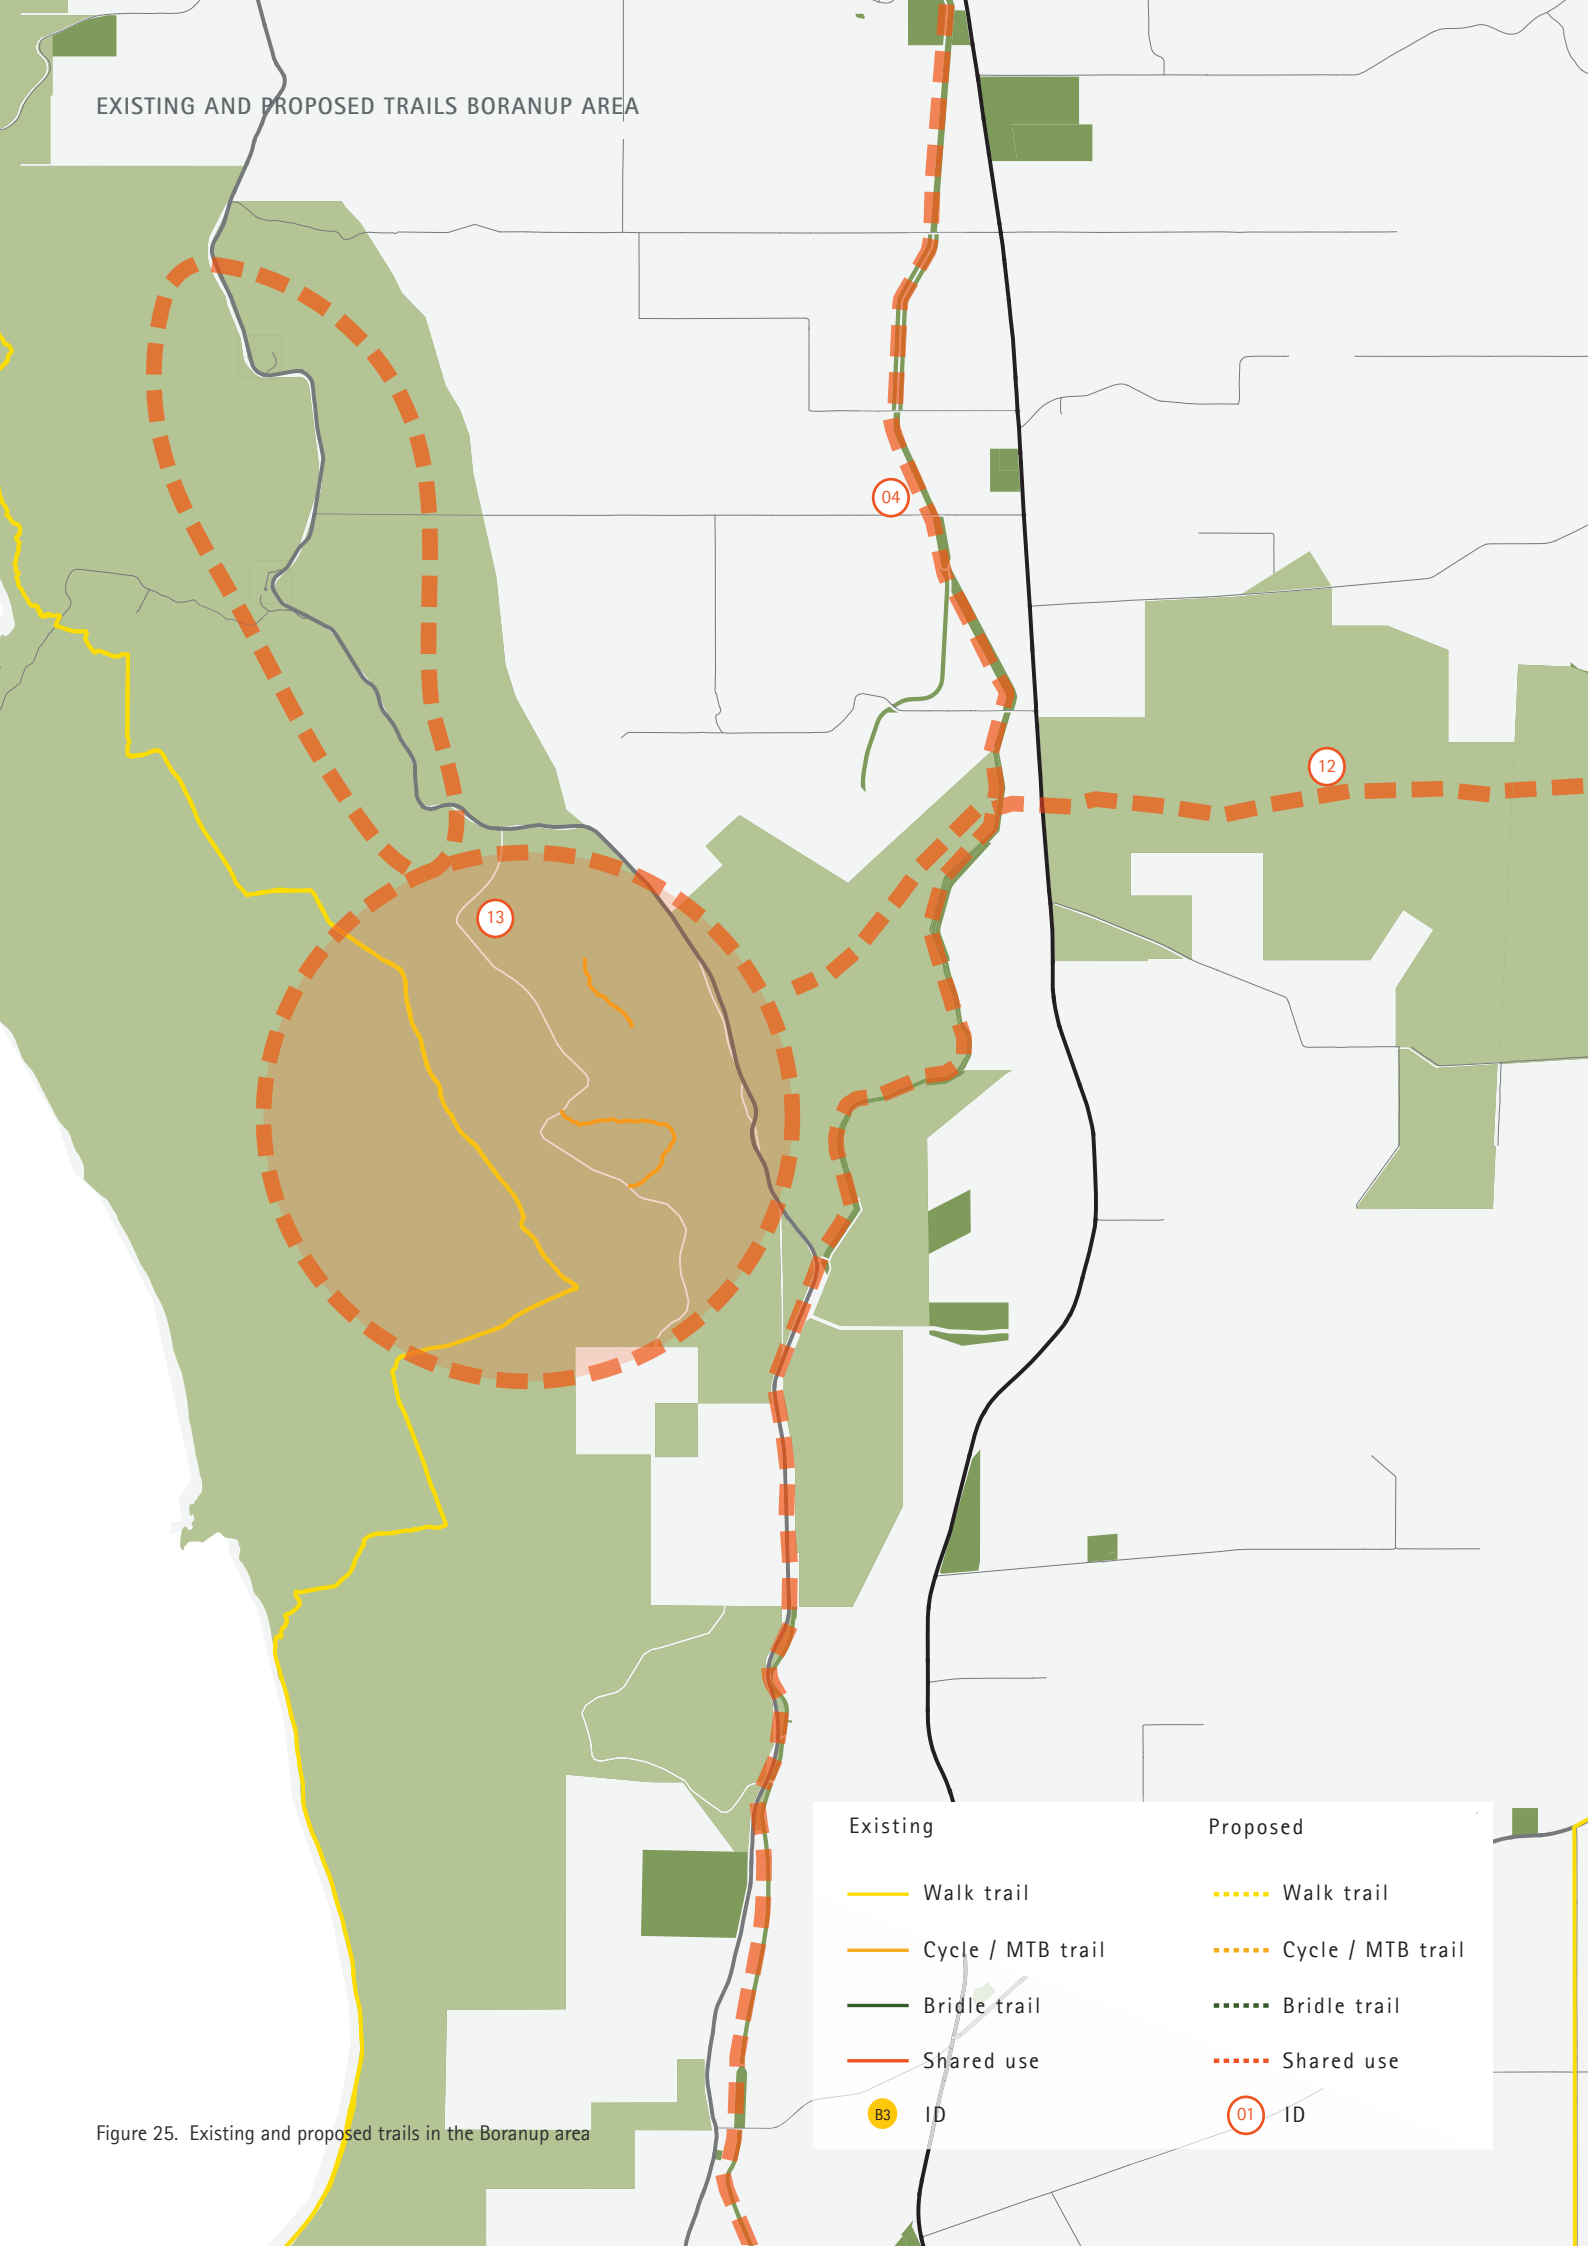 EXISTING AND PROPOSED TRAILS BORANUP AREA
04
12
13
Existing
Proposed
Walk trail
Walk trail
Cycle / MTB trail
Cycle / MTB trail
Bridle trail
Bridle trail
Shared use
Shared use
B3 ID
01 ID
Figure 25. Existing and proposed trails in the Boranup area